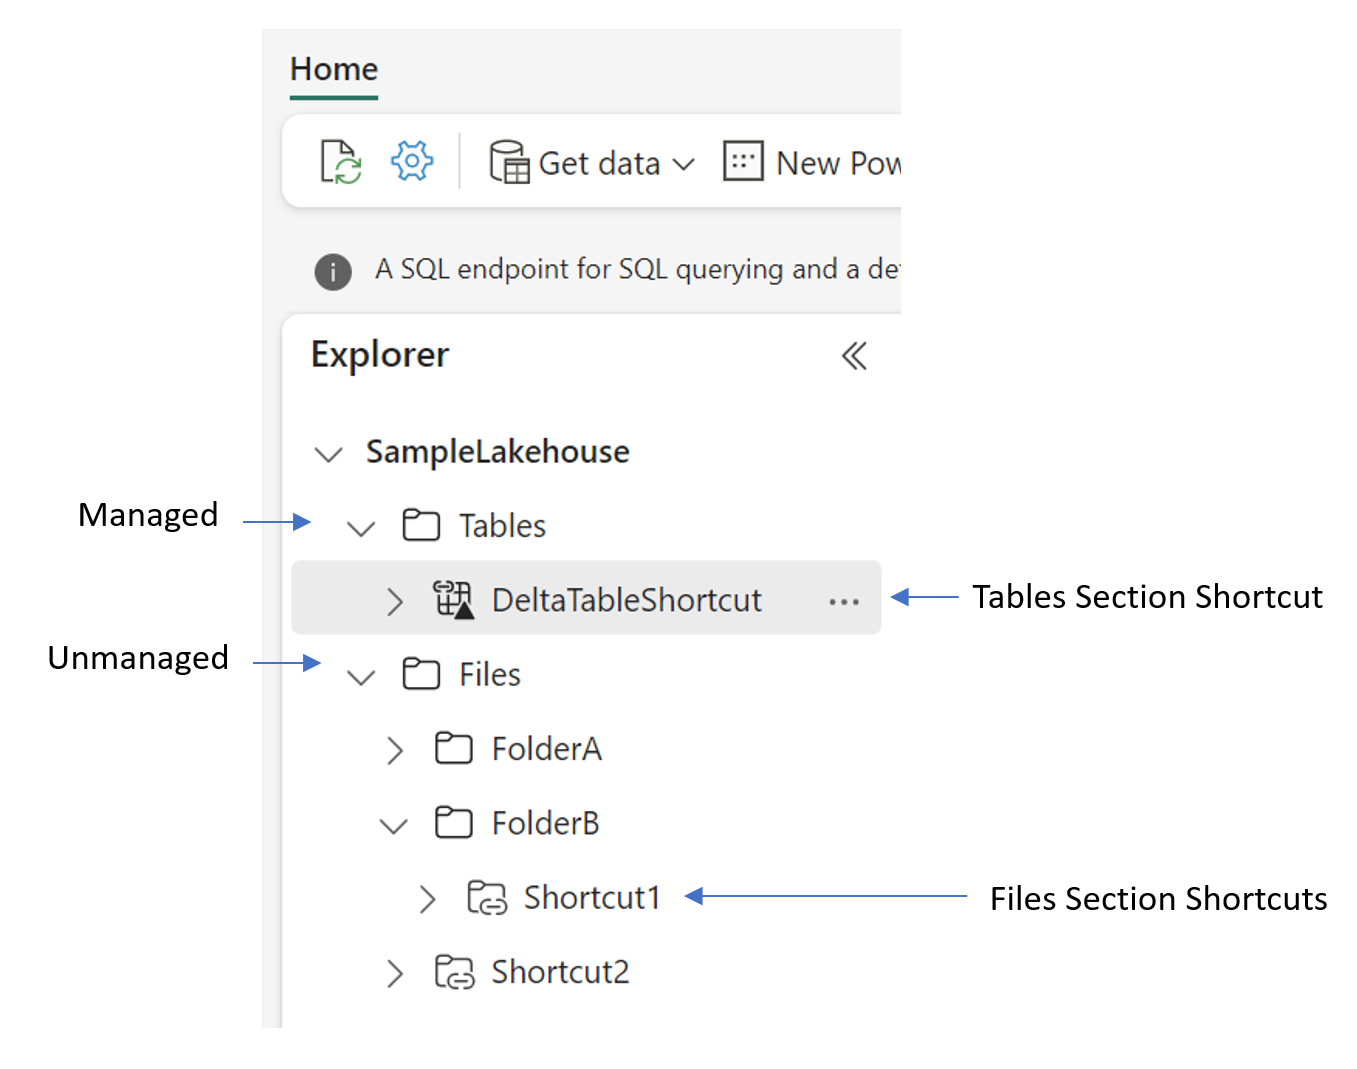 Home
Get data
New Pow
A SQL endpoint for SQL querying and a de
Explorer
SampleLakehouse
Managed
Tables
DeltaTableShortcut
Tables Section Shortcut
Unmanaged
Files
FolderA
FolderB
Shortcut1
Files Section Shortcuts
Shortcut2